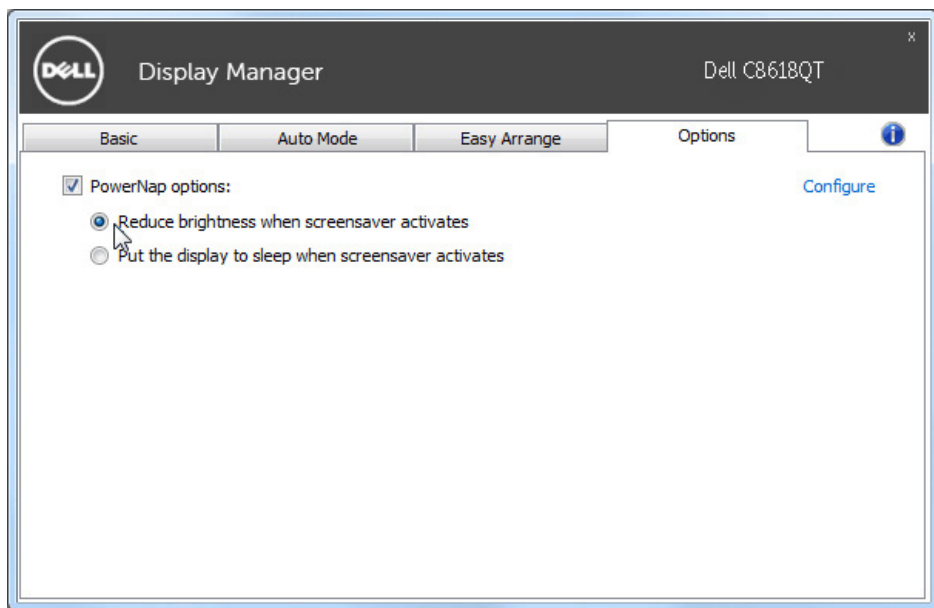 DELL
Display Manager
Dell C8618QT
x
Basic
Auto Mode
Easy Arrange
Options
i
PowerNap options:
Configure
Reduce brightness when screensaver activates
Put the display to sleep when screensaver activates